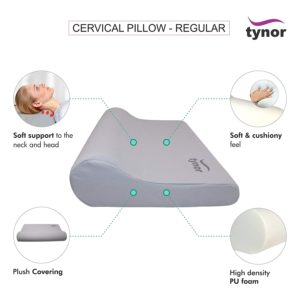 CERVICAL PILLOW - REGULAR
tynor
Soft support to the
neck and head
Soft & cushiony
feel
tynor
Plush Covering
High density
PU foam